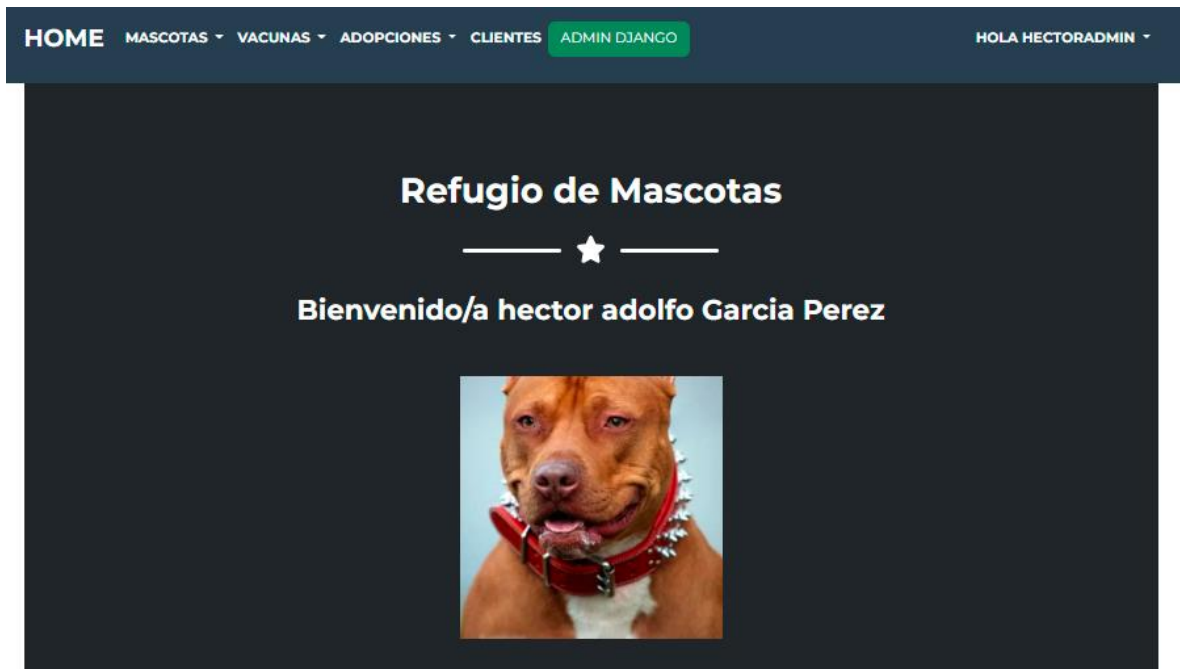 HOME MASCOTAS VACUNAS ADOPCIONES CLIENTES ADMIN DJANGO HOLA HECTORADMIN
Refugio de Mascotas
Bienvenido/a hector adolfo Garcia Perez